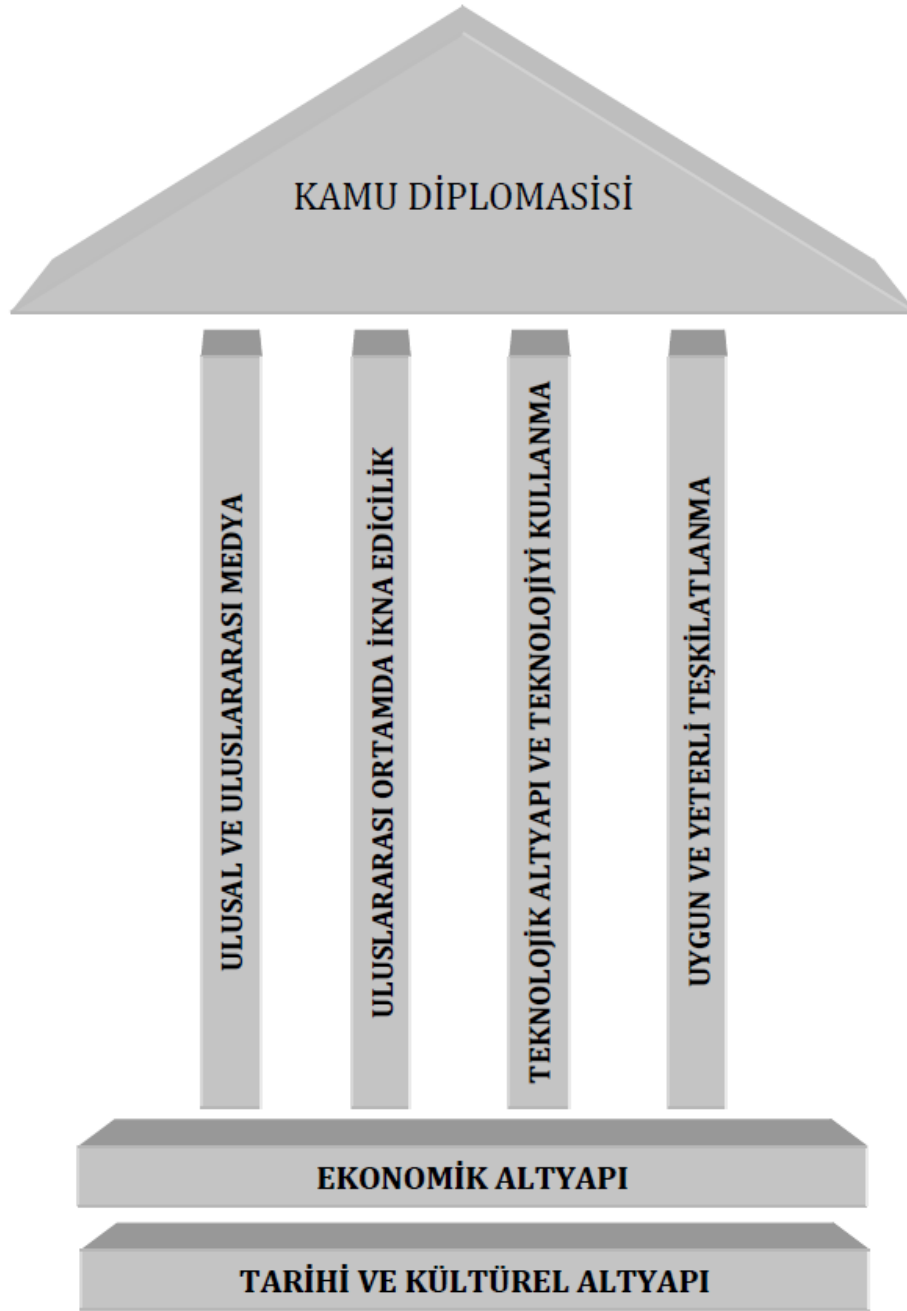 KAMU DİPLOMASİSİ
ULUSAL VE ULUSLARARASI MEDYA
ULUSLARARASI ORTAMDA İKNA EDİCİLİK
TEKNOLOJİK ALTYAPI VE TEKNOLOJİYİ KULLANMA
UYGUN VE YETERLİ TEŞKİLATLANMA
EKONOMİK ALTYAPI
TARİHİ VE KÜLTÜREL ALTYAPI